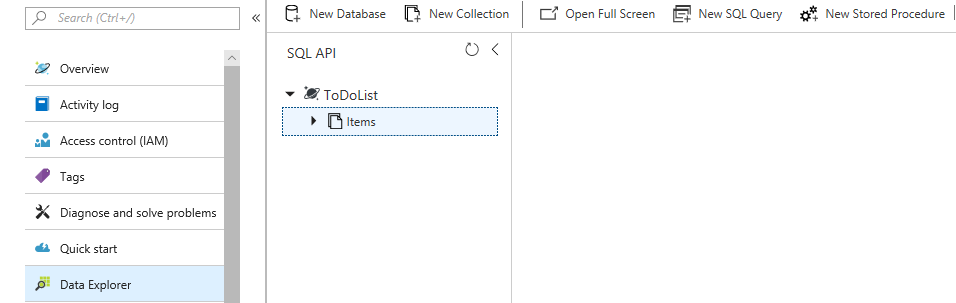 Search (Ctrl+/)
«
Overview
Activity log
Access control (IAM)
Tags
Diagnose and solve problems
Quick start
Data Explorer
New Database
New Collection
Open Full Screen
New SQL Query
New Stored Procedure
SQL API
ToDoList
Items